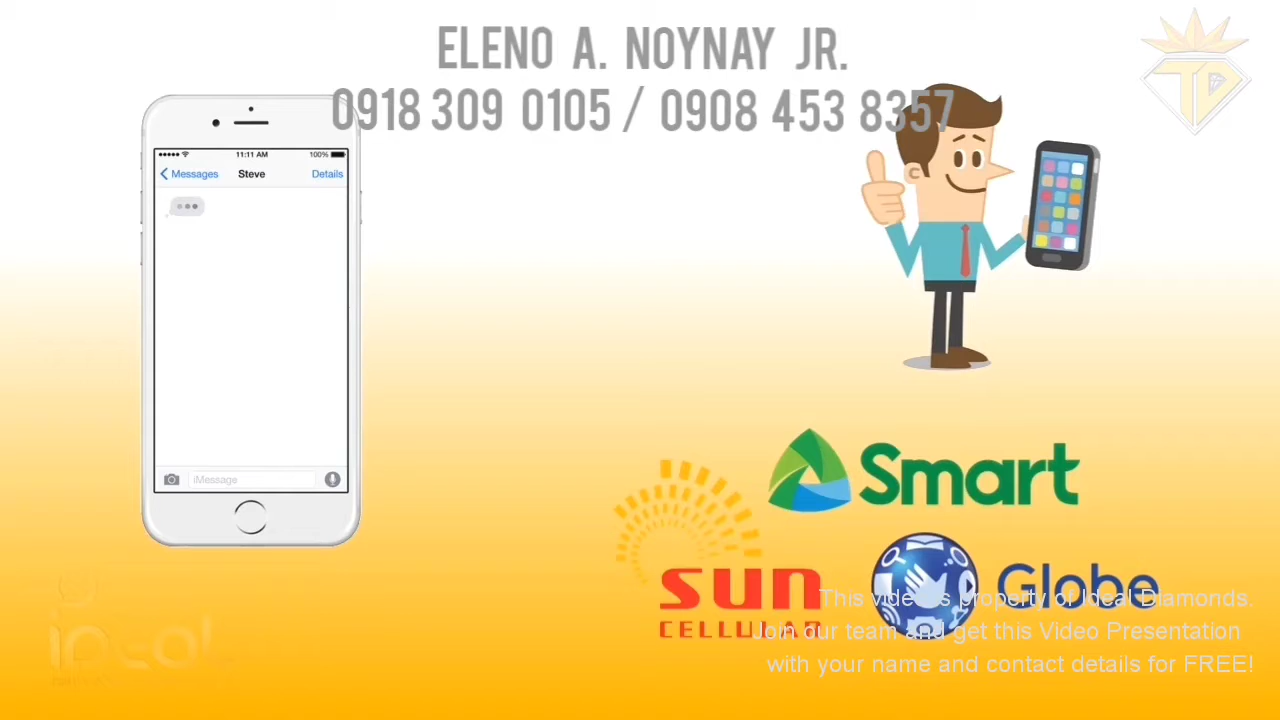 ELENO A. NOYNAY JR.
0918 309 0105 / 0908 453 8357
TD
11:11 AM 100%
Messages Steve Details
iMessage
Smart
sun
CELLULAR
Globe
This video is property of Ideal Diamonds.
Join our team and get this Video Presentation
with your name and contact details for FREE!
ideal